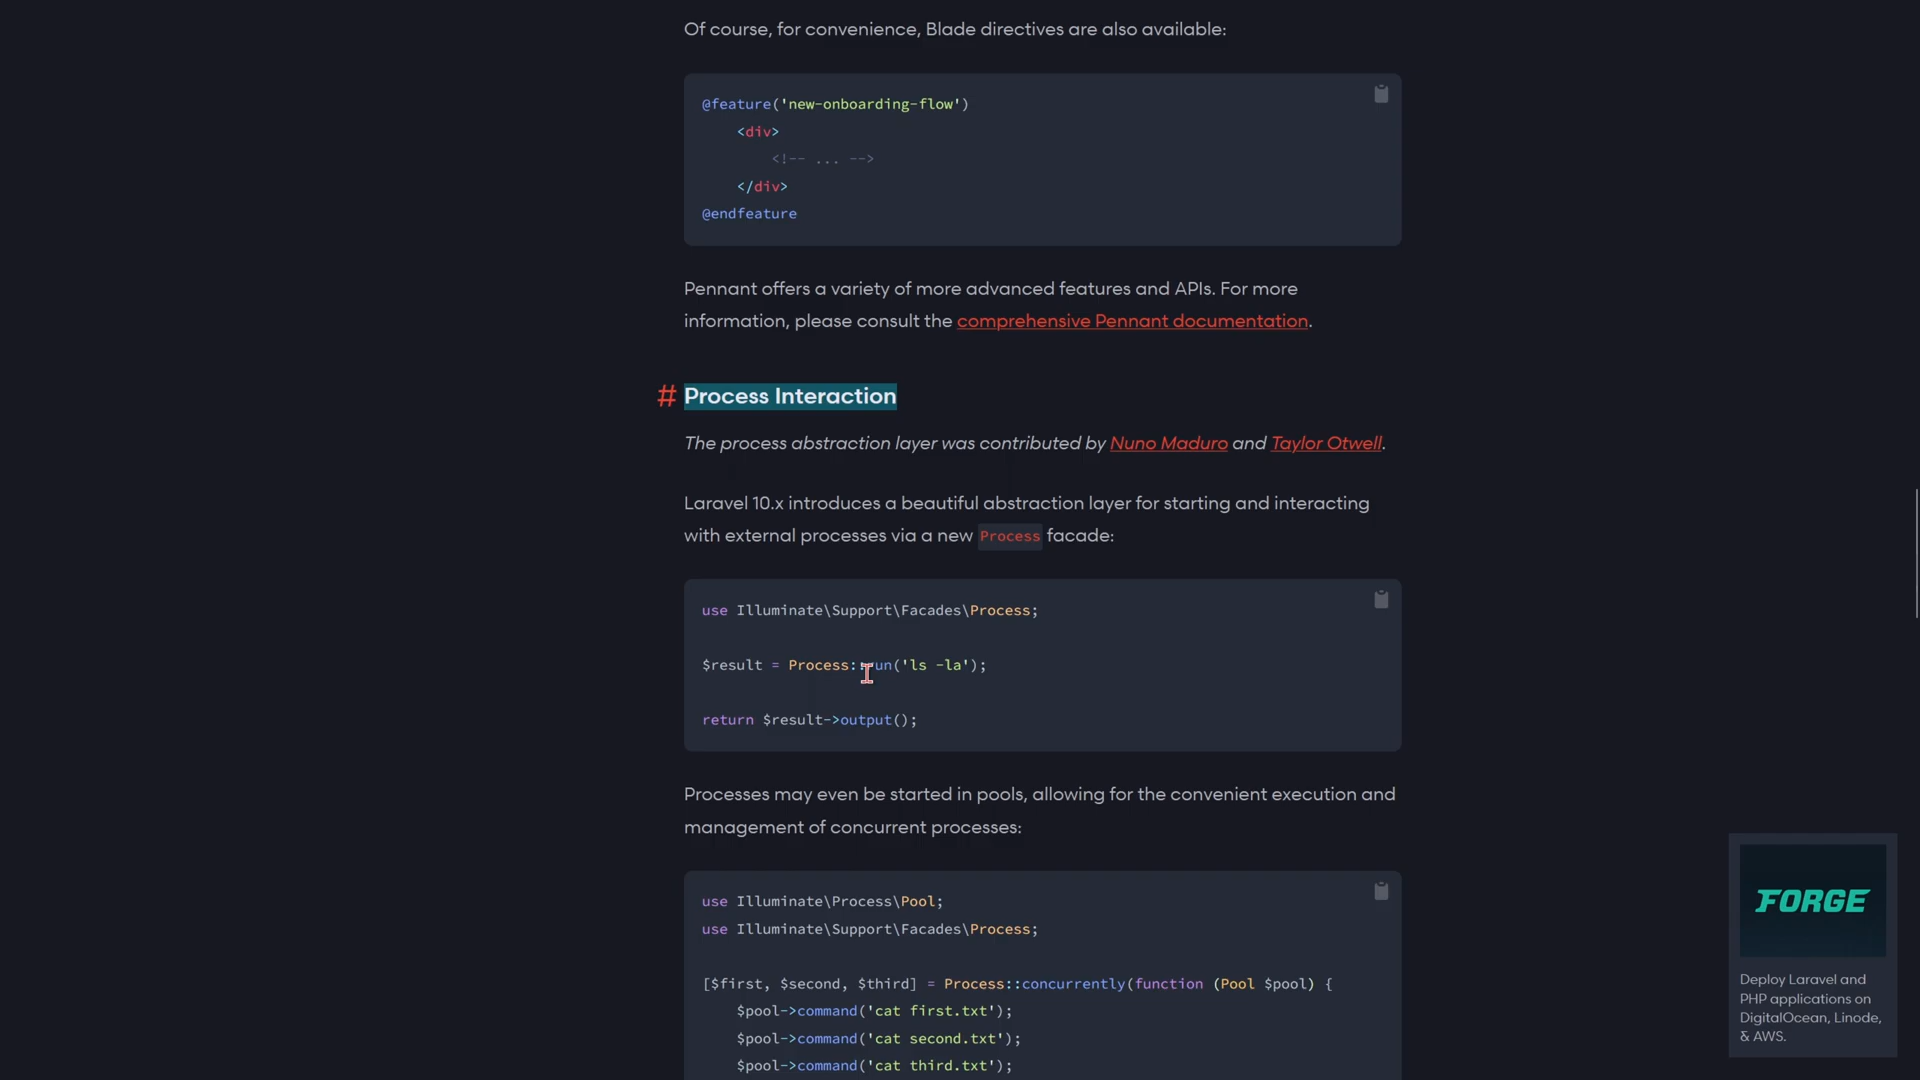 Of course, for convenience, Blade directives are also available:
@feature('new-onboarding-flow')
<div>
<!-- ... -->
</div>
@endfeature
Pennant offers a variety of more advanced features and APIs. For more
information, please consult the comprehensive Pennant documentation.
# Process Interaction
The process abstraction layer was contributed by Nuno Maduro and Taylor Otwell.
Laravel 10.x introduces a beautiful abstraction layer for starting and interacting
with external processes via a new Process facade:
use Illuminate\Support\Facades\Process;
$result = Process::run('ls -la');
return $result->output();
Processes may even be started in pools, allowing for the convenient execution and
management of concurrent processes:
use Illuminate\Process\Pool;
use Illuminate\Support\Facades\Process;
[$first, $second, $third] = Process::concurrently(function (Pool $pool) {
$pool->command('cat first.txt');
$pool->command('cat second.txt');
$pool->command('cat third.txt');
FORGE
Deploy Laravel and
PHP applications on
DigitalOcean, Linode,
& AWS.